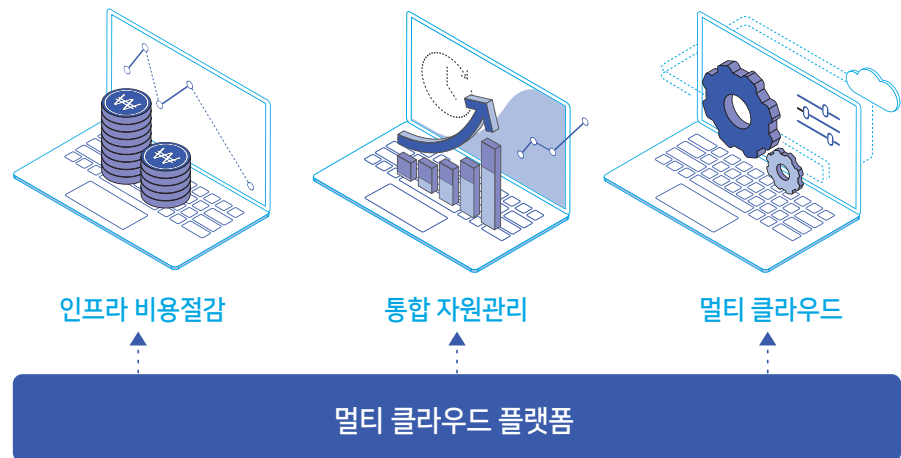 ₩
₩
인프라 비용절감
통합 자원관리
멀티 클라우드
멀티 클라우드 플랫폼